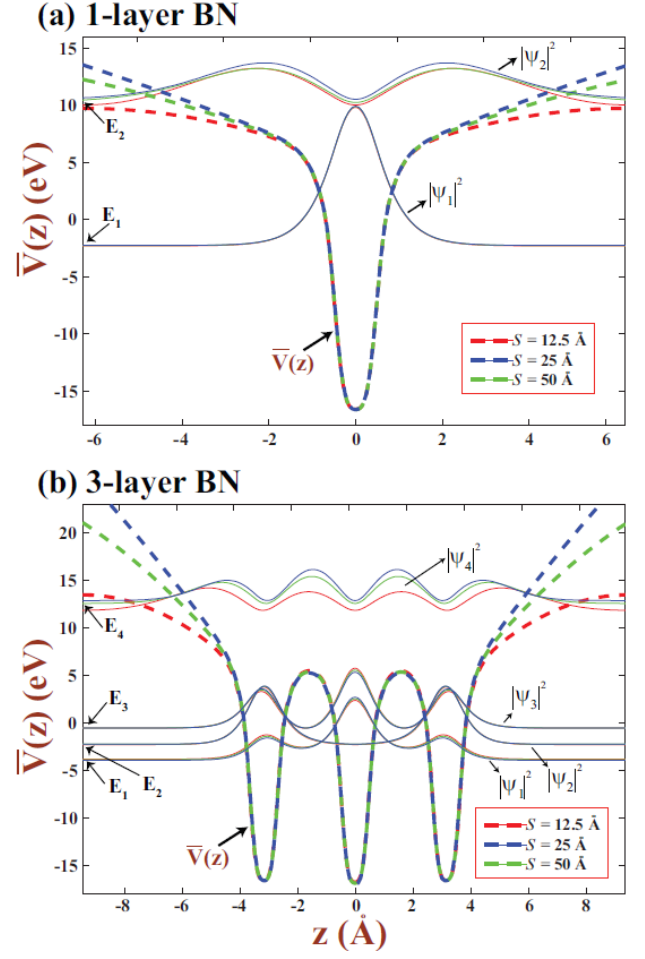 (a) 1-layer BN
15
10
5
0
-5
-10
-15
V̅(z) (eV)
|ψ₂|²
E₂
E₁
|ψ₁|²
V̅(z)
S = 12.5 Å
S = 25 Å
S = 50 Å
-6 -4 -2 0 2 4 6
(b) 3-layer BN
20
15
10
5
0
-5
-10
-15
V̅(z) (eV)
|ψ₄|²
E₄
E₃
|ψ₃|²
E₁
E₂
|ψ₁|²
|ψ₂|²
V̅(z)
S = 12.5 Å
S = 25 Å
S = 50 Å
-8 -6 -4 -2 0 2 4 6 8
z (Å)